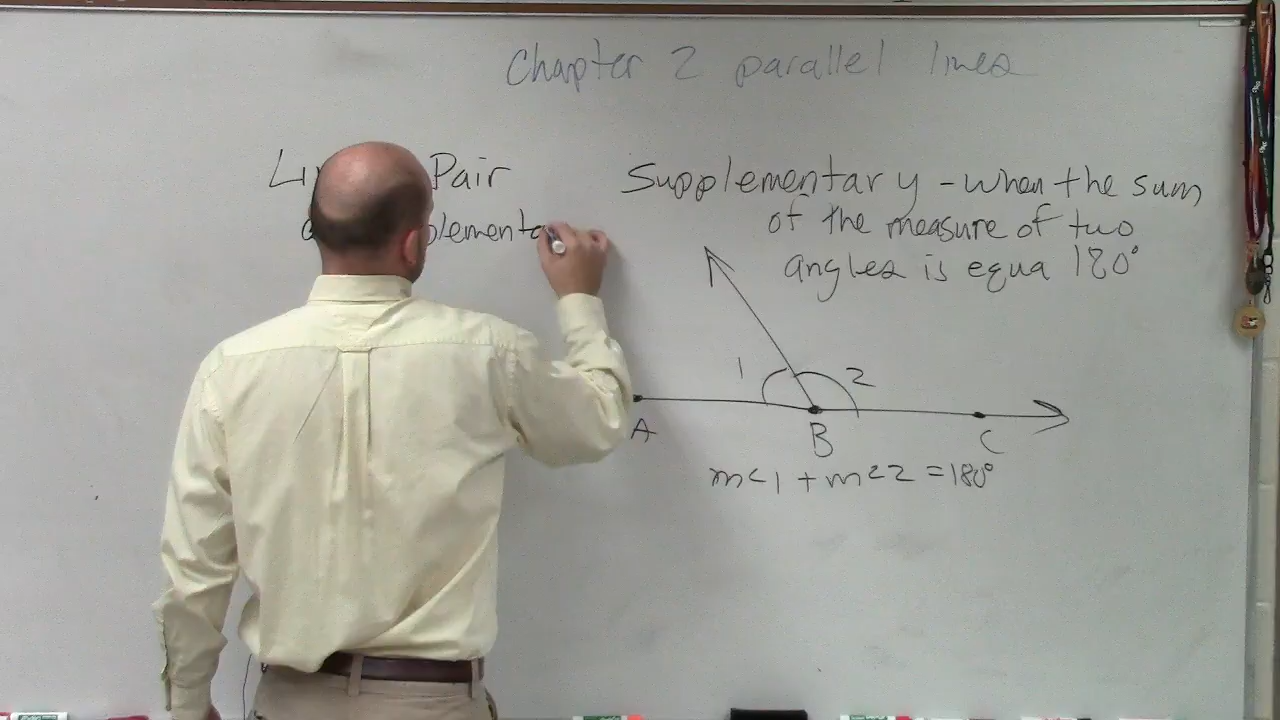 Chapter 2 parallel lines
Pair
Supplementary - when the sum
of the measure of two
angles is equa 180°
1
2
A
B
C
m<1 + m<2 = 180°